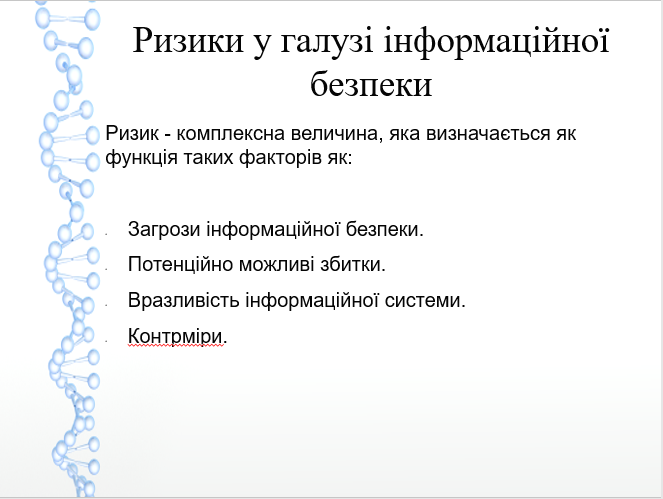 Ризики у галузі інформаційної
безпеки
Ризик - комплексна величина, яка визначається як
функція таких факторів як:
Загрози інформаційної безпеки.
Потенційно можливі збитки.
Вразливість інформаційної системи.
Контрміри.